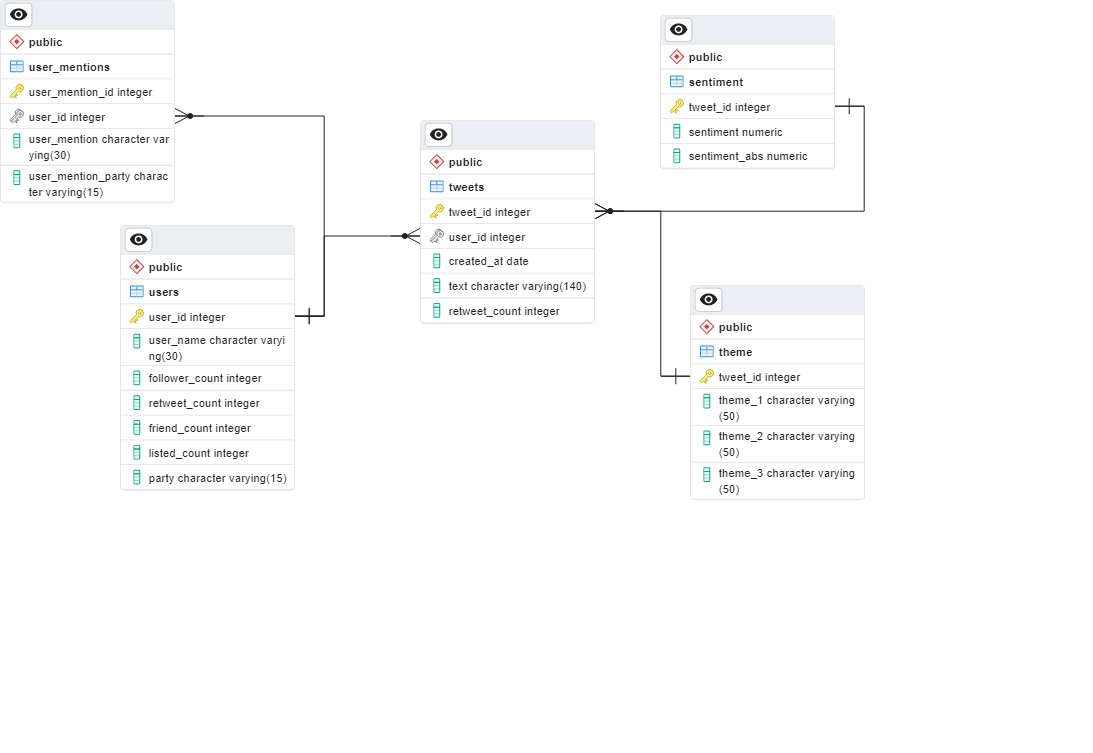 public
user_mentions
user_mention_id integer
user_id integer
user_mention character var
ying(30)
user_mention_party charac
ter varying(15)
public
users
user_id integer
user_name character varyi
ng(30)
follower_count integer
retweet_count integer
friend_count integer
listed_count integer
party character varying(15)
public
tweets
tweet_id integer
user_id integer
created_at date
text character varying(140)
retweet_count integer
public
sentiment
tweet_id integer
sentiment numeric
sentiment_abs numeric
public
theme
tweet_id integer
theme_1 character varying
(50)
theme_2 character varying
(50)
theme_3 character varying
(50)